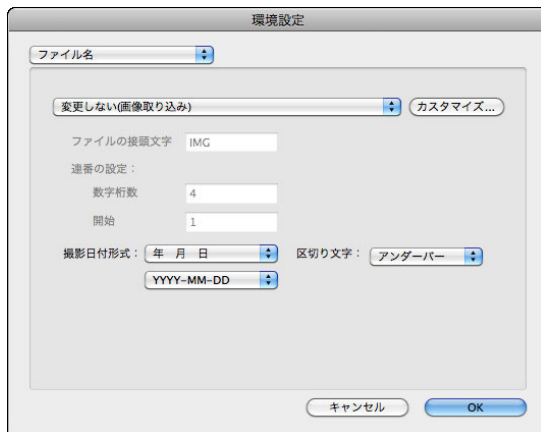 環境設定
ファイル名
変更しない(画像取り込み)
カスタマイズ...
ファイルの接頭文字 IMG
連番の設定：
数字桁数 4
開始 1
撮影日付形式： 年 月 日 区切り文字： アンダーバー
YYYY-MM-DD
キャンセル OK